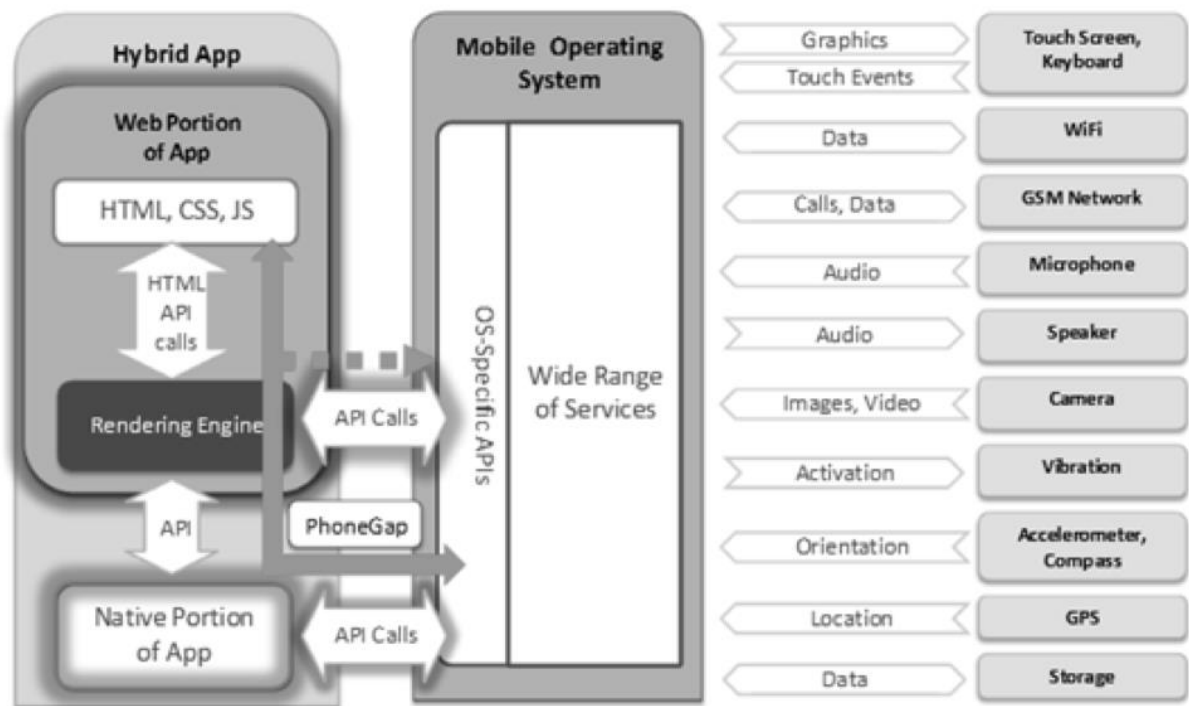 Hybrid App
Web Portion
of App
HTML, CSS, JS
HTML
API
calls
Rendering Engine
API
Native Portion
of App
API Calls
PhoneGap
API Calls
Mobile Operating
System
OS-Specific APIs
Wide Range
of Services
Graphics
Touch Events
Touch Screen,
Keyboard
Data
WiFi
Calls, Data
GSM Network
Audio
Microphone
Audio
Speaker
Images, Video
Camera
Activation
Vibration
Orientation
Accelerometer,
Compass
Location
GPS
Data
Storage